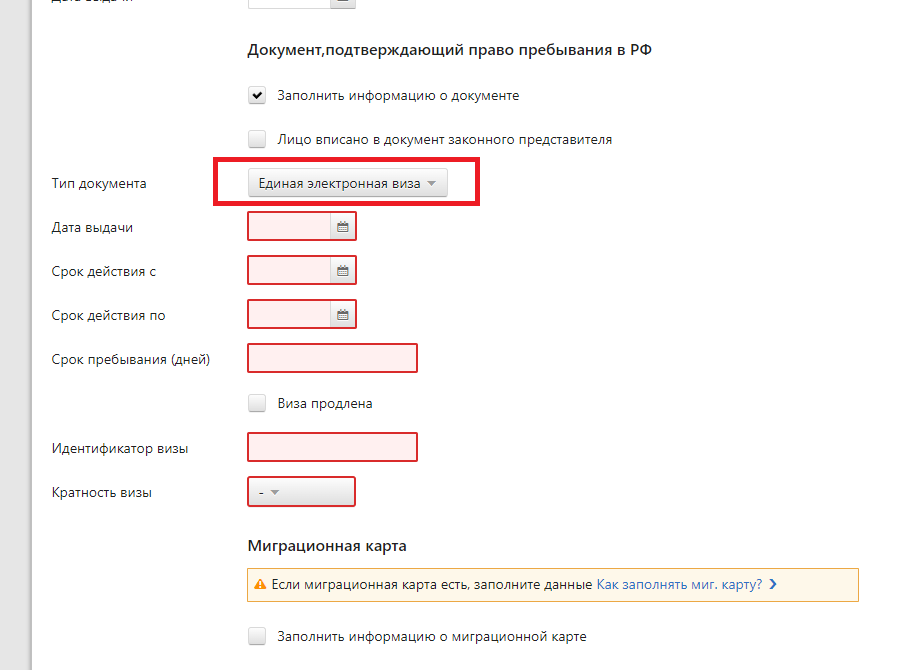 Документ,подтверждающий право пребывания в РФ
Заполнить информацию о документе
Лицо вписано в документ законного представителя
Тип документа
Единая электронная виза
Дата выдачи
Срок действия с
Срок действия по
Срок пребывания (дней)
Виза продлена
Идентификатор визы
Кратность визы
-
Миграционная карта
Если миграционная карта есть, заполните данные Как заполнять миг. карту?
Заполнить информацию о миграционной карте